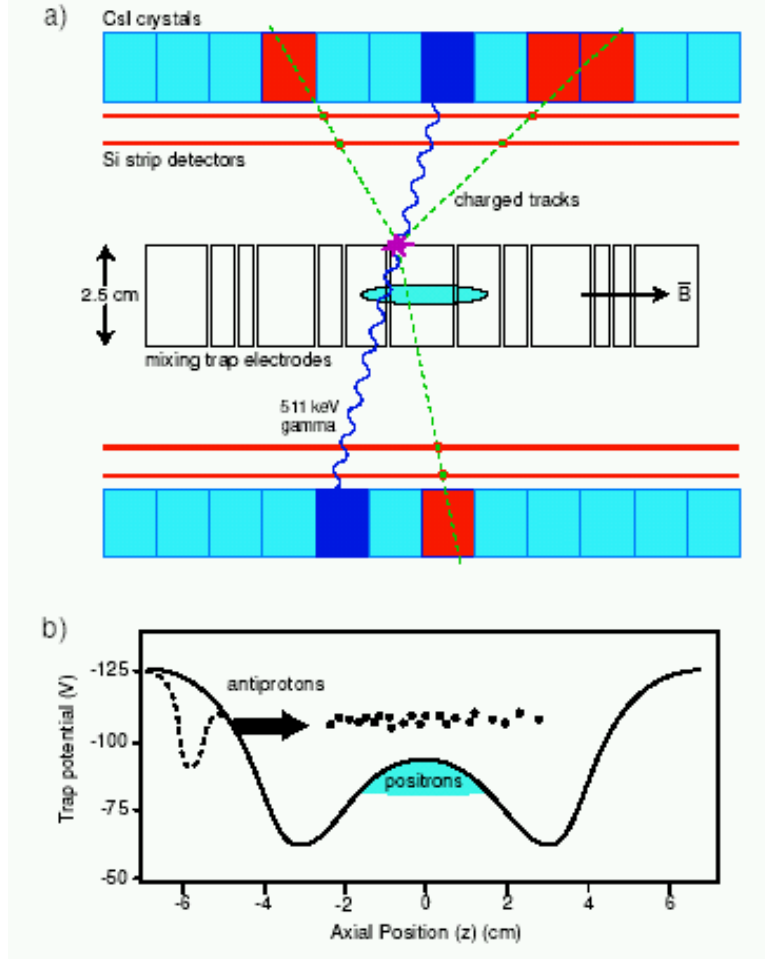 a)
CsI crystals
Si strip detectors
charged tracks
2.5 cm
B
mixing trap electrodes
511 keV
gamma
b)
Trap potential (V)
-125
-100
-75
-50
antiprotons
positrons
-6 -4 -2 0 2 4 6
Axial Position (z) (cm)